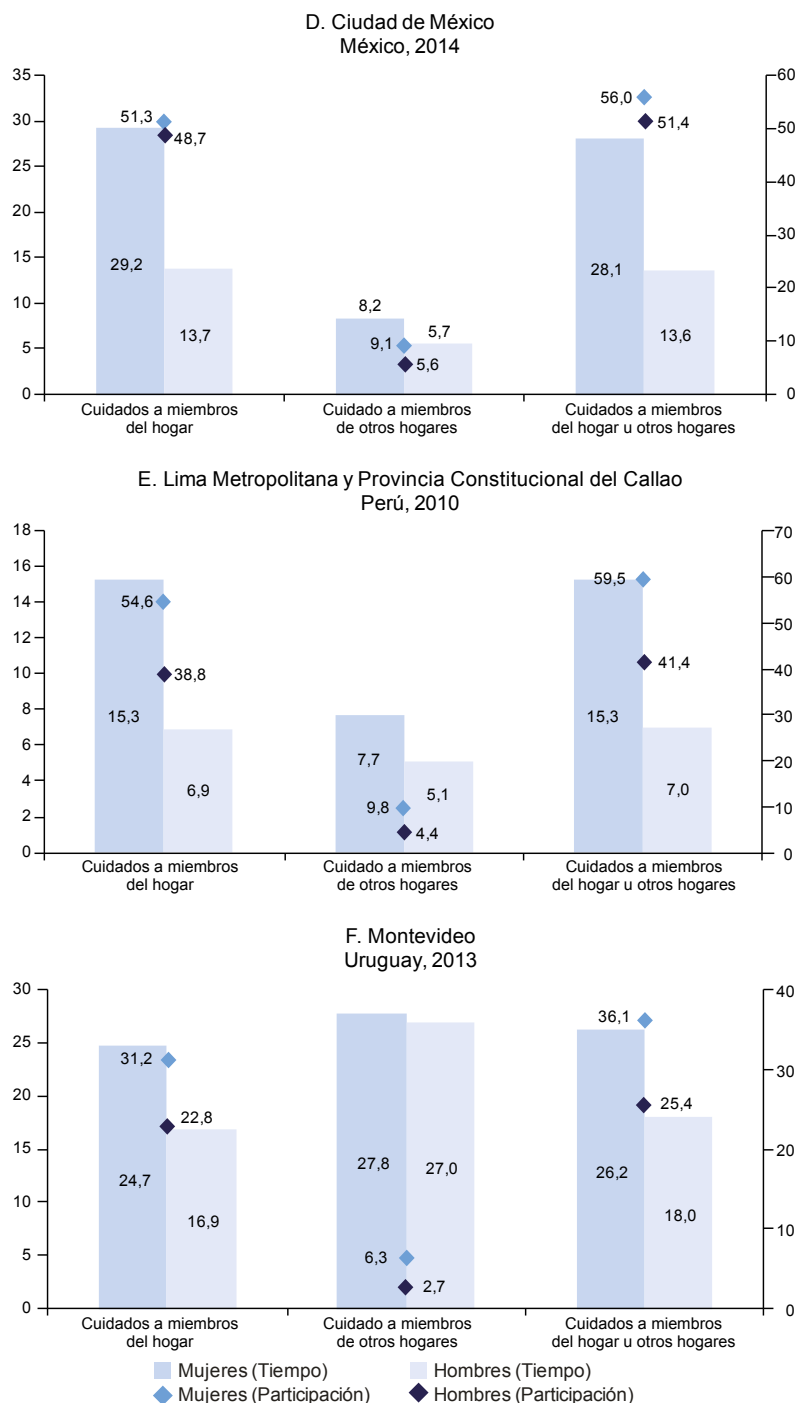 D. Ciudad de México
México, 2014
35
30
25
20
15
10
5
0
60
50
40
30
20
10
0
51,3
48,7
29,2
13,7
8,2
9,1
5,7
5,6
56,0
51,4
28,1
13,6
Cuidados a miembros
del hogar
Cuidado a miembros
de otros hogares
Cuidados a miembros
del hogar u otros hogares
E. Lima Metropolitana y Provincia Constitucional del Callao
Perú, 2010
18
16
14
12
10
8
6
4
2
0
70
60
50
40
30
20
10
0
54,6
38,8
15,3
6,9
7,7
9,8
5,1
4,4
59,5
41,4
15,3
7,0
Cuidados a miembros
del hogar
Cuidado a miembros
de otros hogares
Cuidados a miembros
del hogar u otros hogares
F. Montevideo
Uruguay, 2013
30
25
20
15
10
5
0
40
30
20
10
0
31,2
22,8
24,7
16,9
27,8
27,0
6,3
2,7
36,1
25,4
26,2
18,0
Cuidados a miembros
del hogar
Cuidado a miembros
de otros hogares
Cuidados a miembros
del hogar u otros hogares
Mujeres (Tiempo)
Hombres (Tiempo)
Mujeres (Participación)
Hombres (Participación)